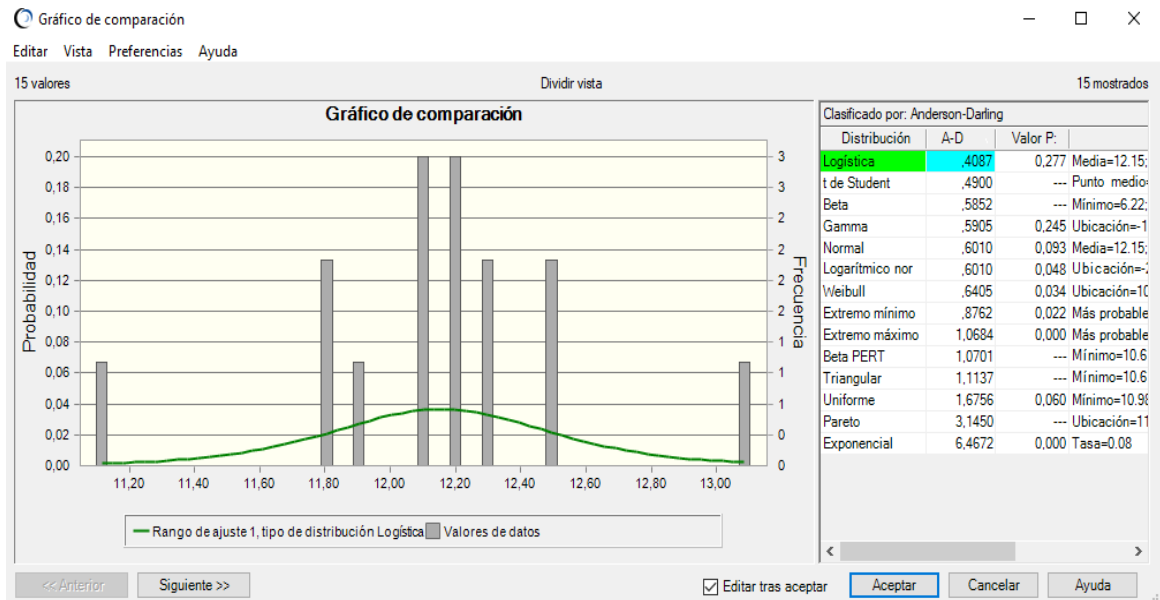 Gráfico de comparación
Editar Vista Preferencias Ayuda
15 valores Dividir vista 15 mostrados
Gráfico de comparación
Probabilidad
0,20
0,18
0,16
0,14
0,12
0,10
0,08
0,06
0,04
0,02
0,00
11,20 11,40 11,60 11,80 12,00 12,20 12,40 12,60 12,80 13,00
3
3
2
2
2
2
1
1
1
0
0
Frecuencia
Rango de ajuste 1, tipo de distribución Logística Valores de datos
Clasificado por: Anderson-Darling
Distribución A-D Valor P:
Logística ,4087 0,277 Media=12.15;
t de Student ,4900 --- Punto medio=
Beta ,5852 --- Mínimo=6.22;
Gamma ,5905 0,245 Ubicación=-1
Normal ,6010 0,093 Media=12.15;
Logarítmico nor ,6010 0,048 Ubicación=-2
Weibull ,6405 0,034 Ubicación=10
Extremo mínimo ,8762 0,022 Más probable
Extremo máximo 1,0684 0,000 Más probable
Beta PERT 1,0701 --- Mínimo=10.6
Triangular 1,1137 --- Mínimo=10.6
Uniforme 1,6756 0,060 Mínimo=10.98
Pareto 3,1450 --- Ubicación=11
Exponencial 6,4672 0,000 Tasa=0.08
<< Anterior Siguiente >> Editar tras aceptar Aceptar Cancelar Ayuda